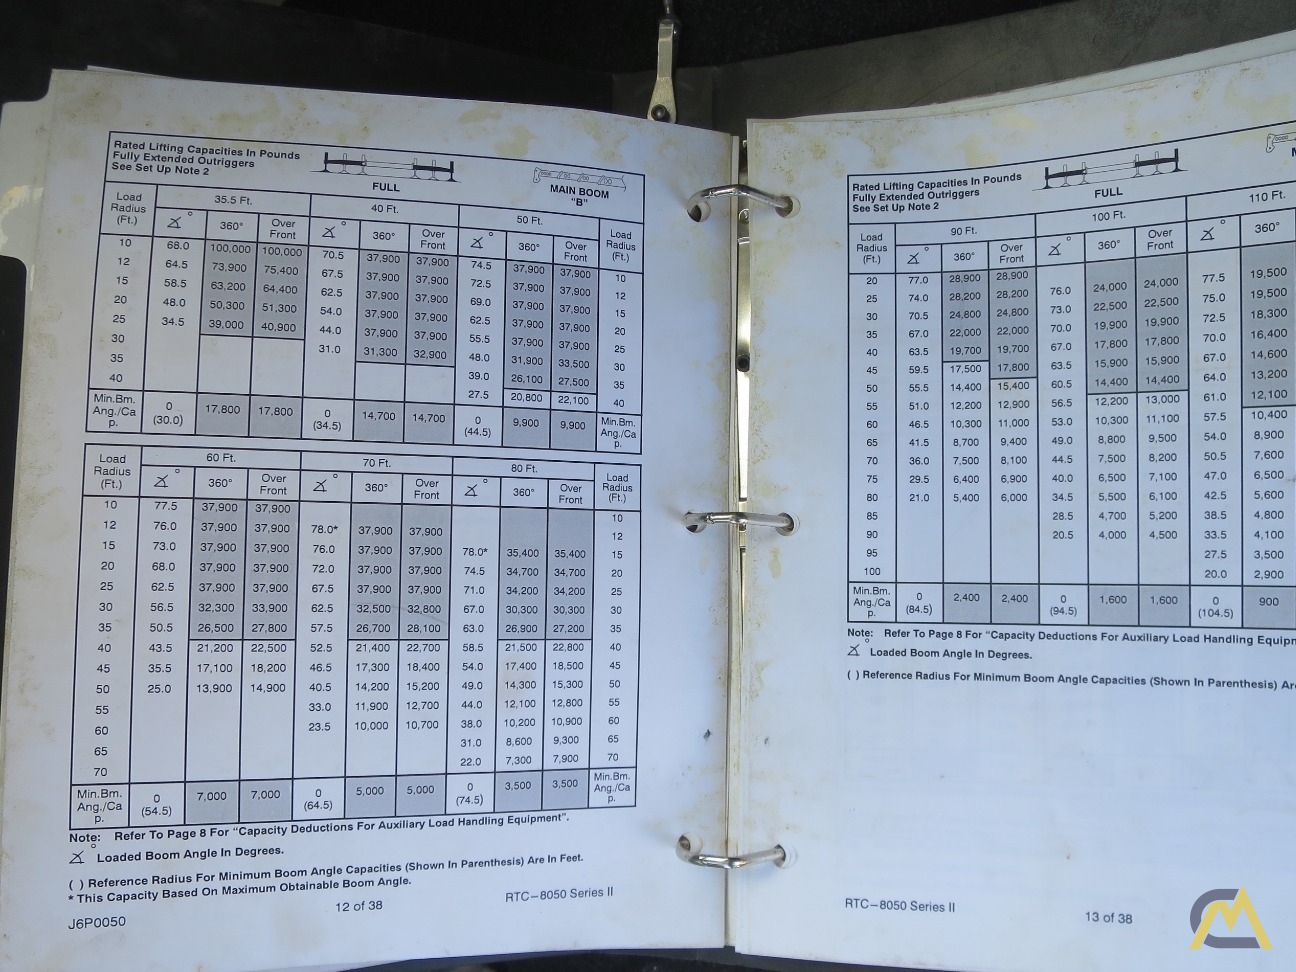 Rated Lifting Capacities In Pounds
Fully Extended Outriggers
See Set Up Note 2
FULL
MAIN BOOM
"B"
Load Radius (Ft.) 35.5 Ft. 40 Ft. 50 Ft. Load Radius (Ft.)
° 360° Over Front ° 360° Over Front ° 360° Over Front
10 68.0 100,000 100,000 70.5 37,900 37,900 74.5 37,900 37,900 10
12 64.5 73,900 75,400 67.5 37,900 37,900 72.5 37,900 37,900 12
15 58.5 63,200 64,400 62.5 37,900 37,900 69.0 37,900 37,900 15
20 48.0 50,300 51,300 54.0 37,900 37,900 62.5 37,900 37,900 20
25 34.5 39,000 40,900 44.0 37,900 37,900 55.5 37,900 37,900 25
30 31.0 31,300 32,900 48.0 31,900 33,500 30
35 39.0 26,100 27,500 35
40 27.5 20,800 22,100 40
Min.Bm. Ang./Ca p. 0 (30.0) 17,800 17,800 0 (34.5) 14,700 14,700 0 (44.5) 9,900 9,900 Min.Bm. Ang./Ca p.
Load Radius (Ft.) 60 Ft. 70 Ft. 80 Ft. Load Radius (Ft.)
° 360° Over Front ° 360° Over Front ° 360° Over Front
10 77.5 37,900 37,900 10
12 76.0 37,900 37,900 78.0* 37,900 37,900 12
15 73.0 37,900 37,900 76.0 37,900 37,900 78.0* 35,400 35,400 15
20 68.0 37,900 37,900 72.0 37,900 37,900 74.5 34,700 34,700 20
25 62.5 37,900 37,900 67.5 37,900 37,900 71.0 34,200 34,200 25
30 56.5 32,300 33,900 62.5 32,500 32,800 67.0 30,300 30,300 30
35 50.5 26,500 27,800 57.5 26,700 28,100 63.0 26,900 27,200 35
40 43.5 21,200 22,500 52.5 21,400 22,700 58.5 21,500 22,800 40
45 35.5 17,100 18,200 46.5 17,300 18,400 54.0 17,400 18,500 45
50 25.0 13,900 14,900 40.5 14,200 15,200 49.0 14,300 15,300 50
55 33.0 11,900 12,700 44.0 12,100 12,800 55
60 23.5 10,000 10,700 38.0 10,200 10,900 60
65 31.0 8,600 9,300 65
70 22.0 7,300 7,900 70
Min.Bm. Ang./Ca p. 0 (54.5) 7,000 7,000 0 (64.5) 5,000 5,000 0 (74.5) 3,500 3,500 Min.Bm. Ang./Ca p.
Note: Refer To Page 8 For "Capacity Deductions For Auxiliary Load Handling Equipment".
° Loaded Boom Angle In Degrees.
( ) Reference Radius For Minimum Boom Angle Capacities (Shown In Parenthesis) Are In Feet.
* This Capacity Based On Maximum Obtainable Boom Angle.
J6P0050 12 of 38 RTC-8050 Series II
Rated Lifting Capacities In Pounds
Fully Extended Outriggers
See Set Up Note 2
FULL
Load Radius (Ft.) 90 Ft. 100 Ft. 110 Ft.
° 360° Over Front ° 360° Over Front ° 360°
20 77.0 28,900 28,900 76.0 24,000 24,000 77.5 19,500
25 74.0 28,200 28,200 73.0 22,500 22,500 75.0 19,500
30 70.5 24,800 24,800 70.0 19,900 19,900 72.5 18,300
35 67.0 22,000 22,000 67.0 17,800 17,800 70.0 16,400
40 63.5 19,700 19,700 63.5 15,900 15,900 67.0 14,600
45 59.5 17,500 17,800 60.5 14,400 14,400 64.0 13,200
50 55.5 14,400 15,400 56.5 12,200 13,000 61.0 12,100
55 51.0 12,200 12,900 53.0 10,300 11,100 57.5 10,400
60 46.5 10,300 11,000 49.0 8,800 9,500 54.0 8,900
65 41.5 8,700 9,400 44.5 7,500 8,200 50.5 7,600
70 36.0 7,500 8,100 40.0 6,500 7,100 47.0 6,500
75 29.5 6,400 6,900 34.5 5,500 6,100 42.5 5,600
80 21.0 5,400 6,000 28.5 4,700 5,200 38.5 4,800
85 20.5 4,000 4,500 33.5 4,100
90 27.5 3,500
95 20.0 2,900
100
Min.Bm. Ang./Ca p. 0 (84.5) 2,400 2,400 0 (94.5) 1,600 1,600 0 (104.5) 900
Note: Refer To Page 8 For "Capacity Deductions For Auxiliary Load Handling
° Loaded Boom Angle In Degrees.
( ) Reference Radius For Minimum Boom Angle Capacities (Shown In Parenthesis)
RTC-8050 Series II 13 of 38